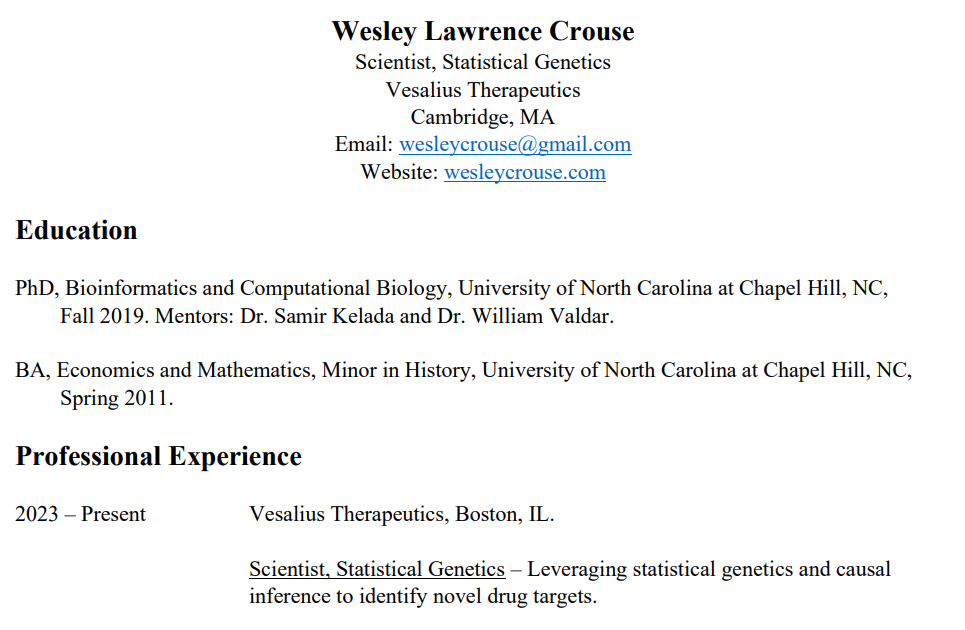 Wesley Lawrence Crouse
Scientist, Statistical Genetics
Vesalius Therapeutics
Cambridge, MA
Email: wesleycrouse@gmail.com
Website: wesleycrouse.com
Education
PhD, Bioinformatics and Computational Biology, University of North Carolina at Chapel Hill, NC,
Fall 2019. Mentors: Dr. Samir Kelada and Dr. William Valdar.
BA, Economics and Mathematics, Minor in History, University of North Carolina at Chapel Hill, NC,
Spring 2011.
Professional Experience
2023 – Present Vesalius Therapeutics, Boston, IL.
Scientist, Statistical Genetics – Leveraging statistical genetics and causal
inference to identify novel drug targets.